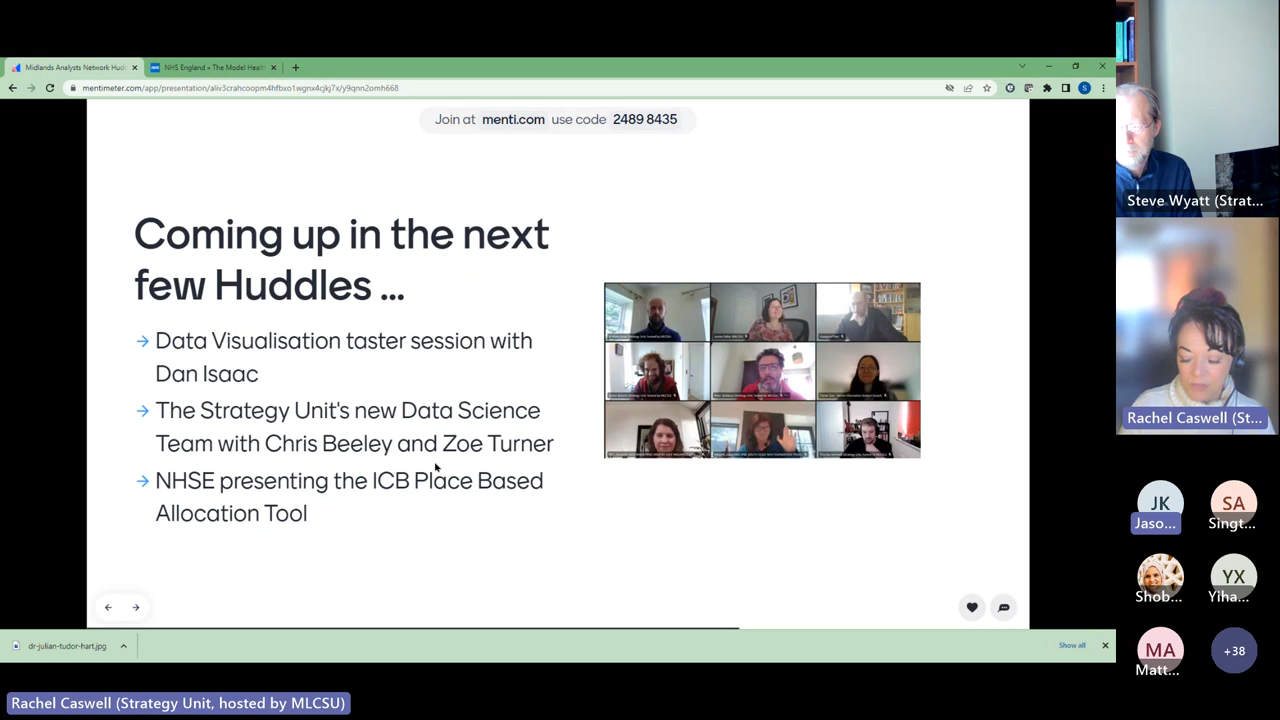 Midlands Analysts Network Hud
NHS England » The Model Healt
mentimeter.com/app/presentation/aliv3crahcoopm4hfbxo1wgnx4cjkj7x/y9qnn2omh668
Join at menti.com use code 2489 8435
Coming up in the next
few Huddles ...
→ Data Visualisation taster session with
Dan Isaac
→ The Strategy Unit's new Data Science
Team with Chris Beeley and Zoe Turner
→ NHSE presenting the ICB Place Based
Allocation Tool
dr-julian-tudor-hart.jpg
Show all
Steve Wyatt (Strat...
Rachel Caswell (St...
JK
Jaso...
SA
Singt...
Shob...
YX
Yiha...
MA
Matt...
+38
Rachel Caswell (Strategy Unit, hosted by MLCSU)